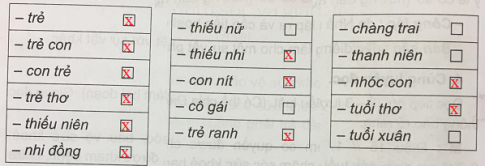 – trẻ ☒
– trẻ con ☒
– con trẻ ☒
– trẻ thơ ☒
– thiếu niên ☒
– nhi đồng ☒
– thiếu nữ ☐
– thiếu nhi ☒
– con nít ☒
– cô gái ☐
– trẻ ranh ☒
– chàng trai ☐
– thanh niên ☐
– nhóc con ☒
– tuổi thơ ☒
– tuổi xuân ☐